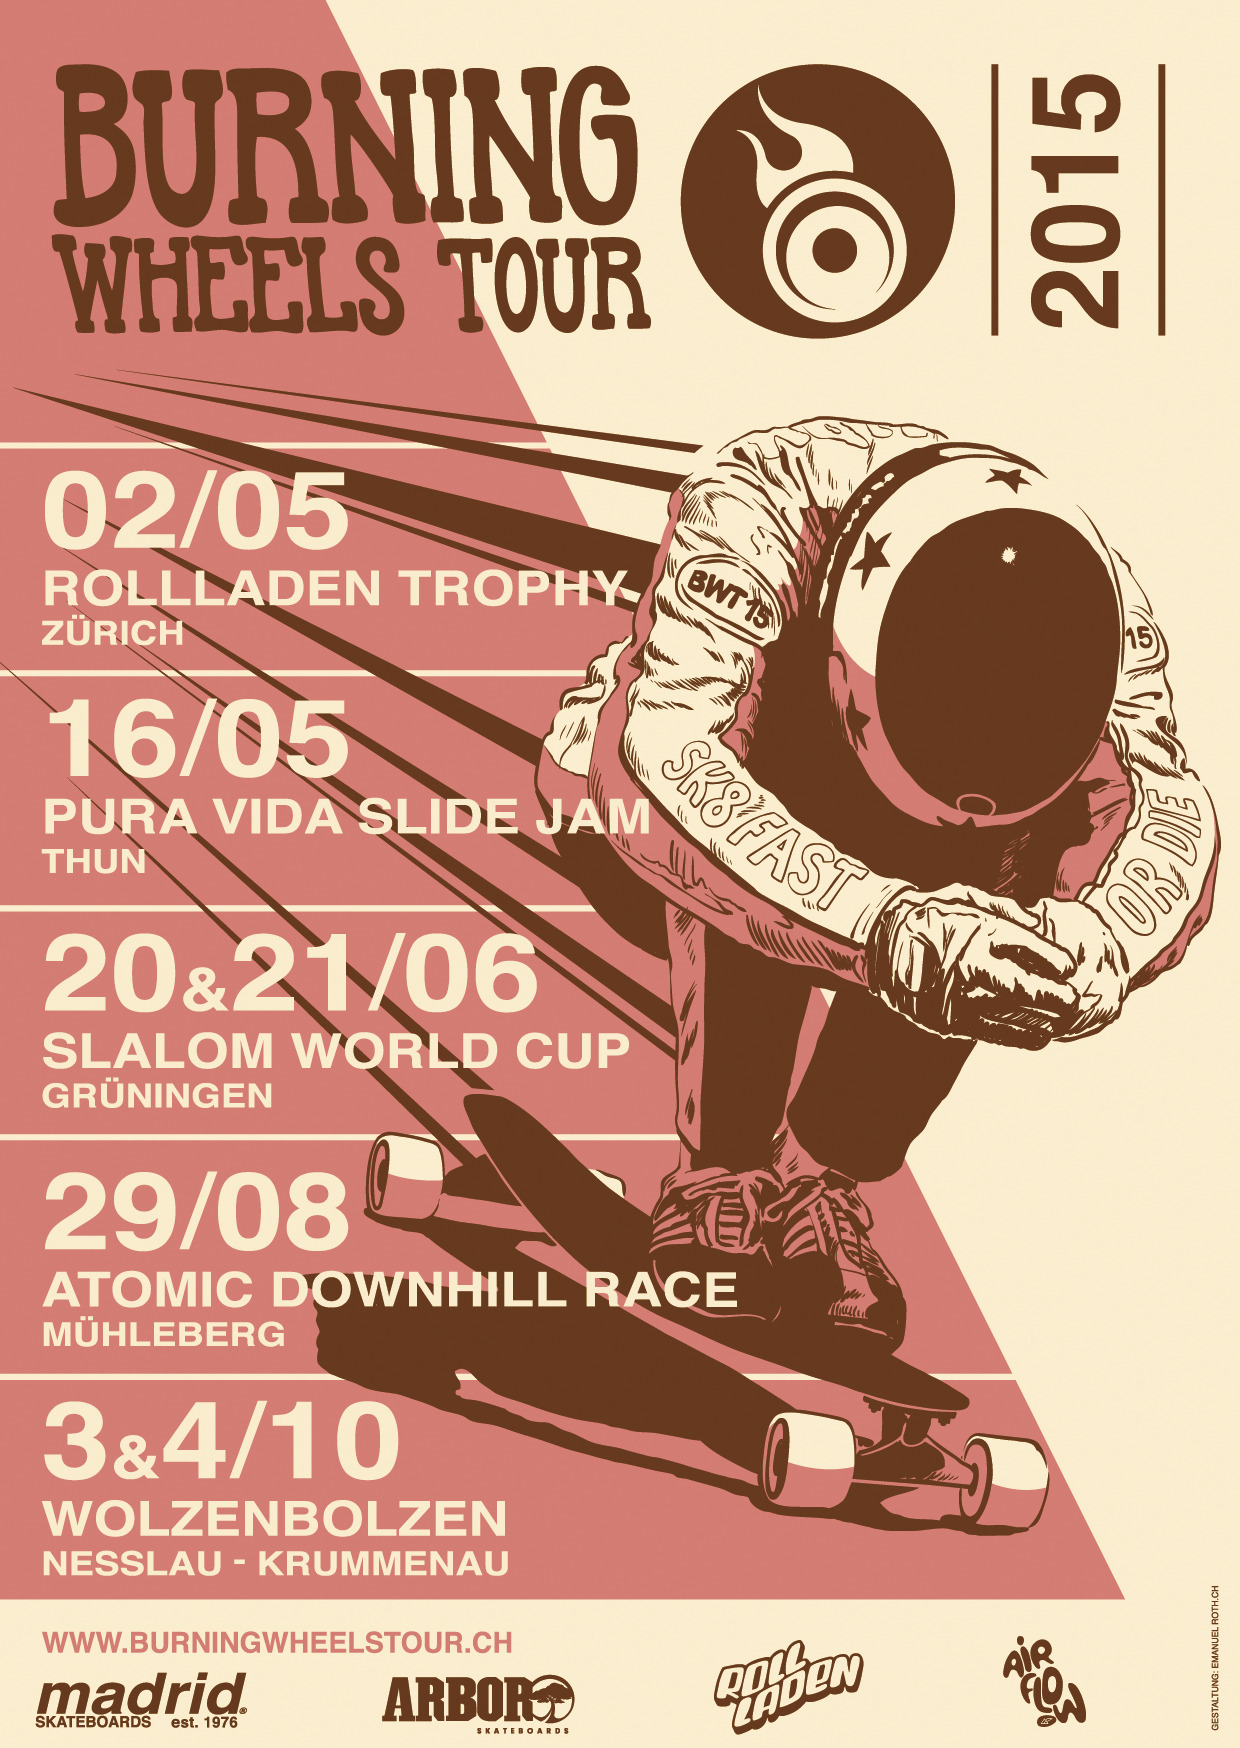 BURNING
WHEELS TOUR
2015
02/05
ROLLLADEN TROPHY
ZÜRICH
16/05
PURA VIDA SLIDE JAM
THUN
20&21/06
SLALOM WORLD CUP
GRÜNINGEN
29/08
ATOMIC DOWNHILL RACE
MÜHLEBERG
3&4/10
WOLZENBOLZEN
NESSLAU - KRUMMENAU
BWT 15
15
SK8 FAST
OR DIE
WWW.BURNINGWHEELSTOUR.CH
madrid®
SKATEBOARDS est. 1976
ARBOR
SKATEBOARDS
ROLL
LADEN
AIR
FLOW
GESTALTUNG: EMANUEL ROTH.CH